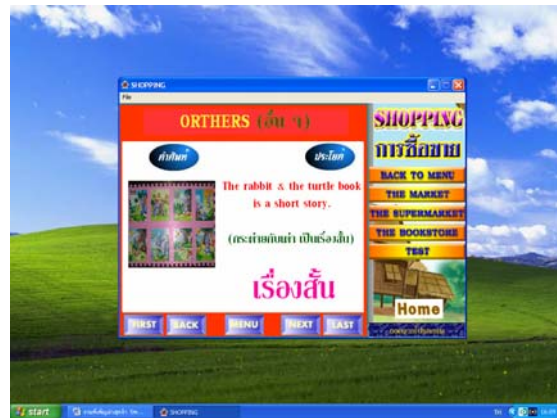 SHOPPING
File
ORTHERS (อื่น ๆ)
คำศัพท์
ประโยค
The rabbit & the turtle book
is a short story.
(กระต่ายกับเต่า เป็นเรื่องสั้น)
เรื่องสั้น
FIRST
BACK
MENU
NEXT
LAST
SHOPPING
การซื้อขาย
BACK TO MENU
THE MARKET
THE SUPERMARKET
THE BOOKSTORE
TEST
Home
start
SHOPPING
TH